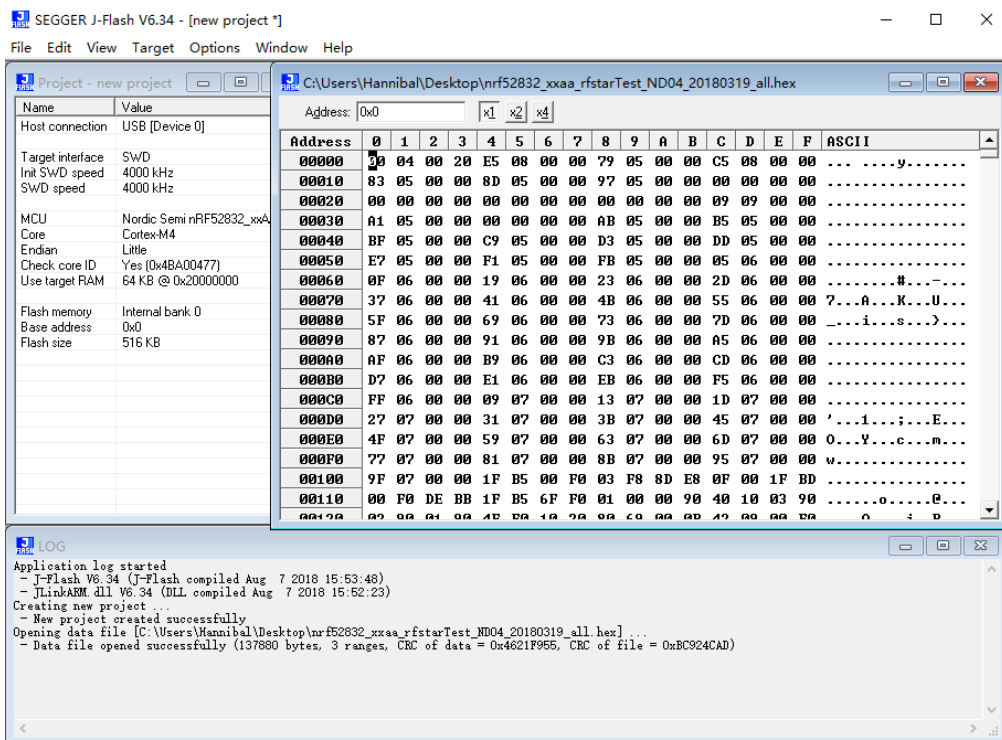 SEGGER J-Flash V6.34 - [new project *]
File Edit View Target Options Window Help
Project - new project
Name Value
Host connection USB [Device 0]
Target interface SWD
Init SWD speed 4000 kHz
SWD speed 4000 kHz
MCU Nordic Semi nRF52832_xxA
Core Cortex-M4
Endian Little
Check core ID Yes (0x4BA00477)
Use target RAM 64 KB @ 0x20000000
Flash memory Internal bank 0
Base address 0x0
Flash size 516 KB
C:\Users\Hannibal\Desktop\nrf52832_xxaa_rfstarTest_ND04_20180319_all.hex
Address: 0x0 x1 x2 x4
Address 0 1 2 3 4 5 6 7 8 9 A B C D E F ASCII
00000 00 04 00 20 E5 08 00 00 79 05 00 00 C5 08 00 00 ... ....y.......
00010 83 05 00 00 8D 05 00 00 97 05 00 00 00 00 00 00 ................
00020 00 00 00 00 00 00 00 00 00 00 00 00 09 09 00 00 ................
00030 A1 05 00 00 00 00 00 00 AB 05 00 00 B5 05 00 00 ................
00040 BF 05 00 00 C9 05 00 00 D3 05 00 00 DD 05 00 00 ................
00050 E7 05 00 00 F1 05 00 00 FB 05 00 00 05 06 00 00 ................
00060 0F 06 00 00 19 06 00 00 23 06 00 00 2D 06 00 00 ........#...-...
00070 37 06 00 00 41 06 00 00 4B 06 00 00 55 06 00 00 7...A...K...U...
00080 5F 06 00 00 69 06 00 00 73 06 00 00 7D 06 00 00 _...i...s...}...
00090 87 06 00 00 91 06 00 00 9B 06 00 00 A5 06 00 00 ................
000A0 AF 06 00 00 B9 06 00 00 C3 06 00 00 CD 06 00 00 ................
000B0 D7 06 00 00 E1 06 00 00 EB 06 00 00 F5 06 00 00 ................
000C0 FF 06 00 00 09 07 00 00 13 07 00 00 1D 07 00 00 ................
000D0 27 07 00 00 31 07 00 00 3B 07 00 00 45 07 00 00 '...1...;...E...
000E0 4F 07 00 00 59 07 00 00 63 07 00 00 6D 07 00 00 O...Y...c...m...
000F0 77 07 00 00 81 07 00 00 8B 07 00 00 95 07 00 00 w...............
00100 9F 07 00 00 1F B5 00 F0 03 F8 8D E8 0F 00 1F BD ................
00110 00 F0 DE BB 1F B5 6F F0 01 00 00 90 40 10 03 90 ......o.....@...
LOG
Application log started
- J-Flash V6.34 (J-Flash compiled Aug 7 2018 15:53:48)
- JLinkARM.dll V6.34 (DLL compiled Aug 7 2018 15:52:23)
Creating new project ...
- New project created successfully
Opening data file [C:\Users\Hannibal\Desktop\nrf52832_xxaa_rfstarTest_ND04_20180319_all.hex] ...
- Data file opened successfully (137880 bytes, 3 ranges, CRC of data = 0x4621F955, CRC of file = 0xBC924CAD)